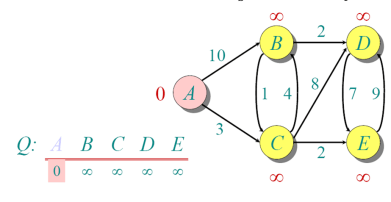 ∞ ∞
B 2 D
10
0 A 1 4 8 7 9
3
Q: A B C D E
C 2 E
0 ∞ ∞ ∞ ∞
∞ ∞